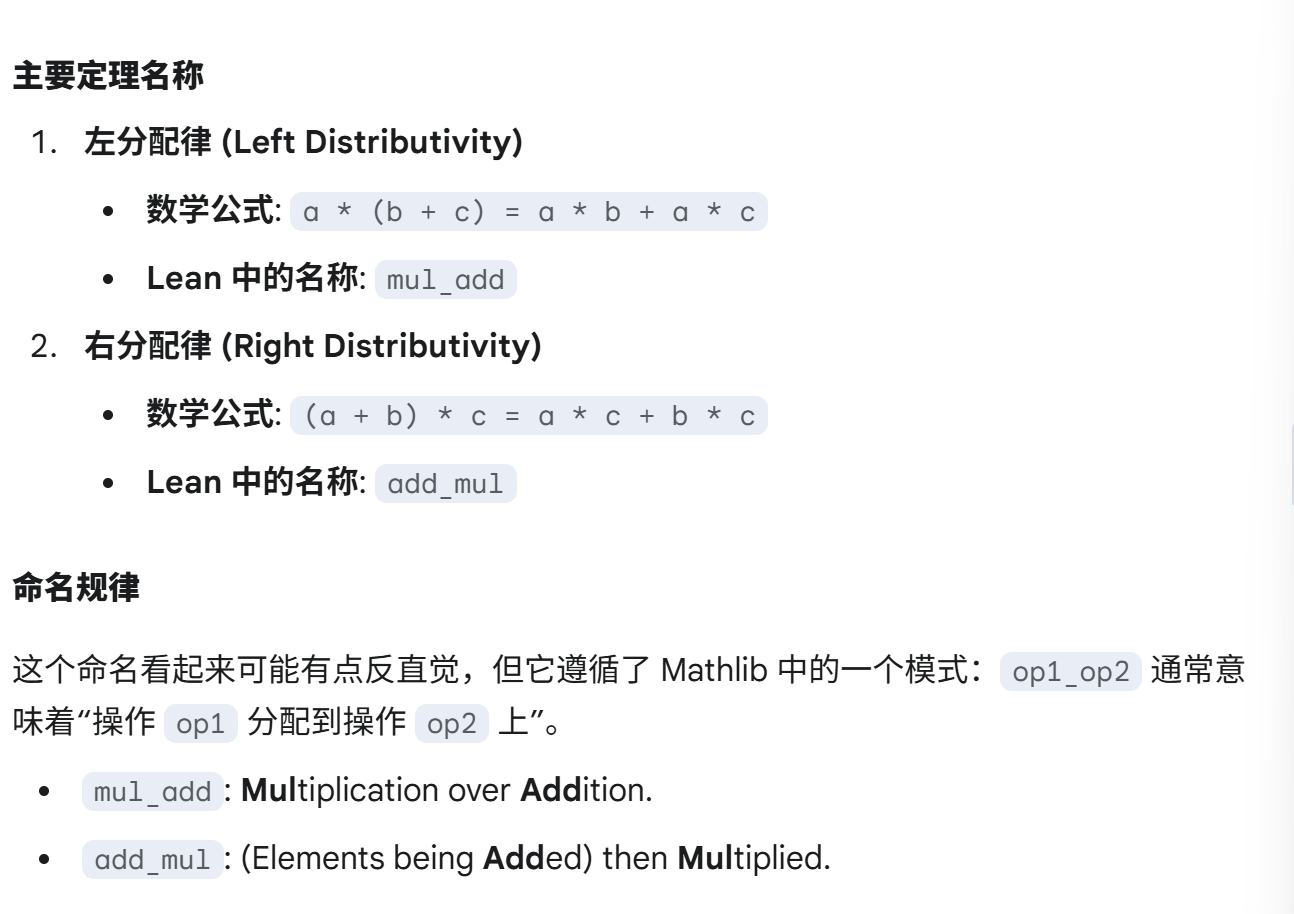 主要定理名称
1. 左分配律 (Left Distributivity)
• 数学公式: a * (b + c) = a * b + a * c
• Lean 中的名称: mul_add
2. 右分配律 (Right Distributivity)
• 数学公式: (a + b) * c = a * c + b * c
• Lean 中的名称: add_mul
命名规律
这个命名看起来可能有点反直觉，但它遵循了 Mathlib 中的一个模式： op1_op2 通常意
味着“操作 op1 分配到操作 op2 上”。
• mul_add : Multiplication over Addition.
• add_mul : (Elements being Added) then Multiplied.